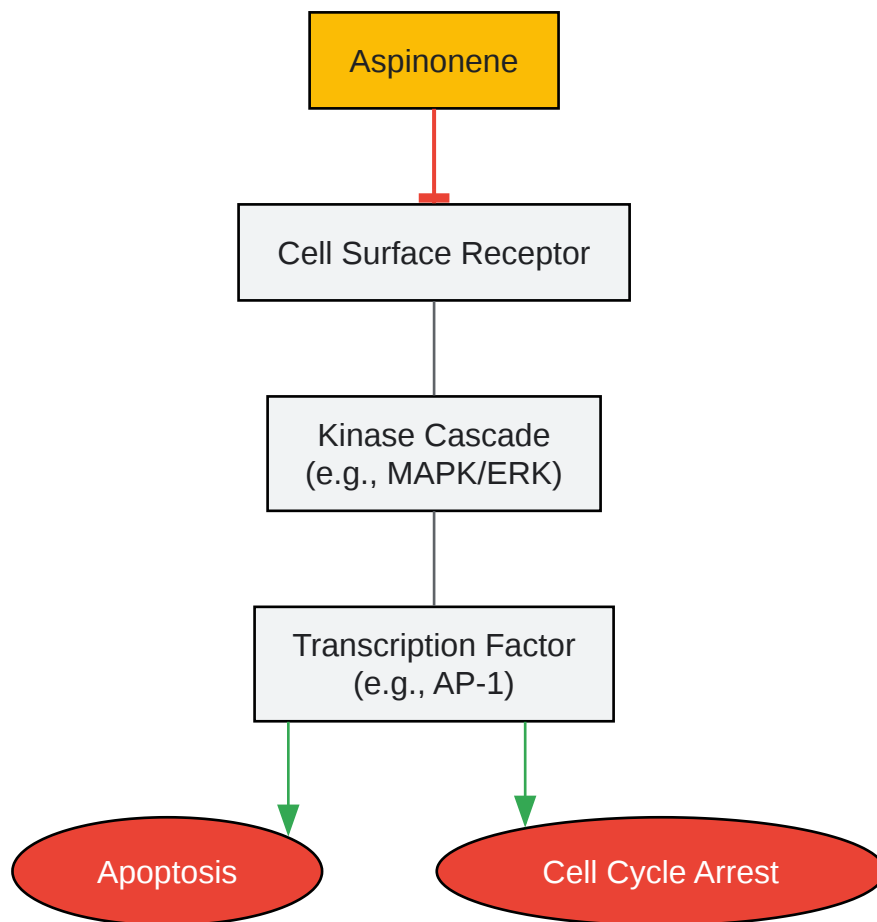 Aspinonene
Cell Surface Receptor
Kinase Cascade
(e.g., MAPK/ERK)
Transcription Factor
(e.g., AP-1)
Apoptosis
Cell Cycle Arrest